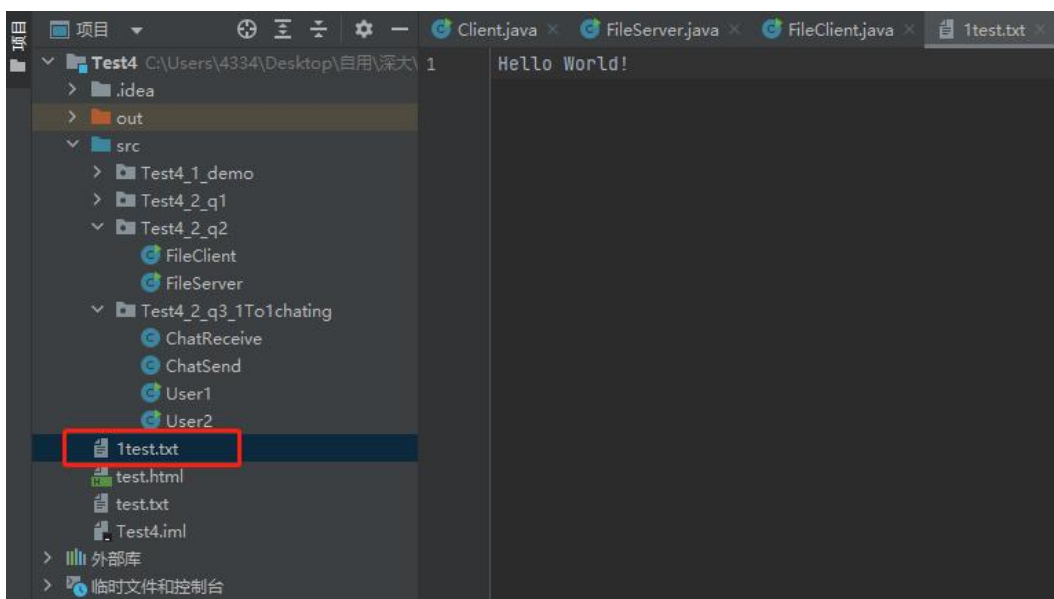 项目
项目
Client.java
FileServer.java
FileClient.java
1test.txt
Test4 C:\Users\4334\Desktop\自用\深大\
1
Hello World!
.idea
out
src
Test4_1_demo
Test4_2_q1
Test4_2_q2
FileClient
FileServer
Test4_2_q3_1To1chating
ChatReceive
ChatSend
User1
User2
1test.txt
test.html
test.txt
Test4.iml
外部库
临时文件和控制台